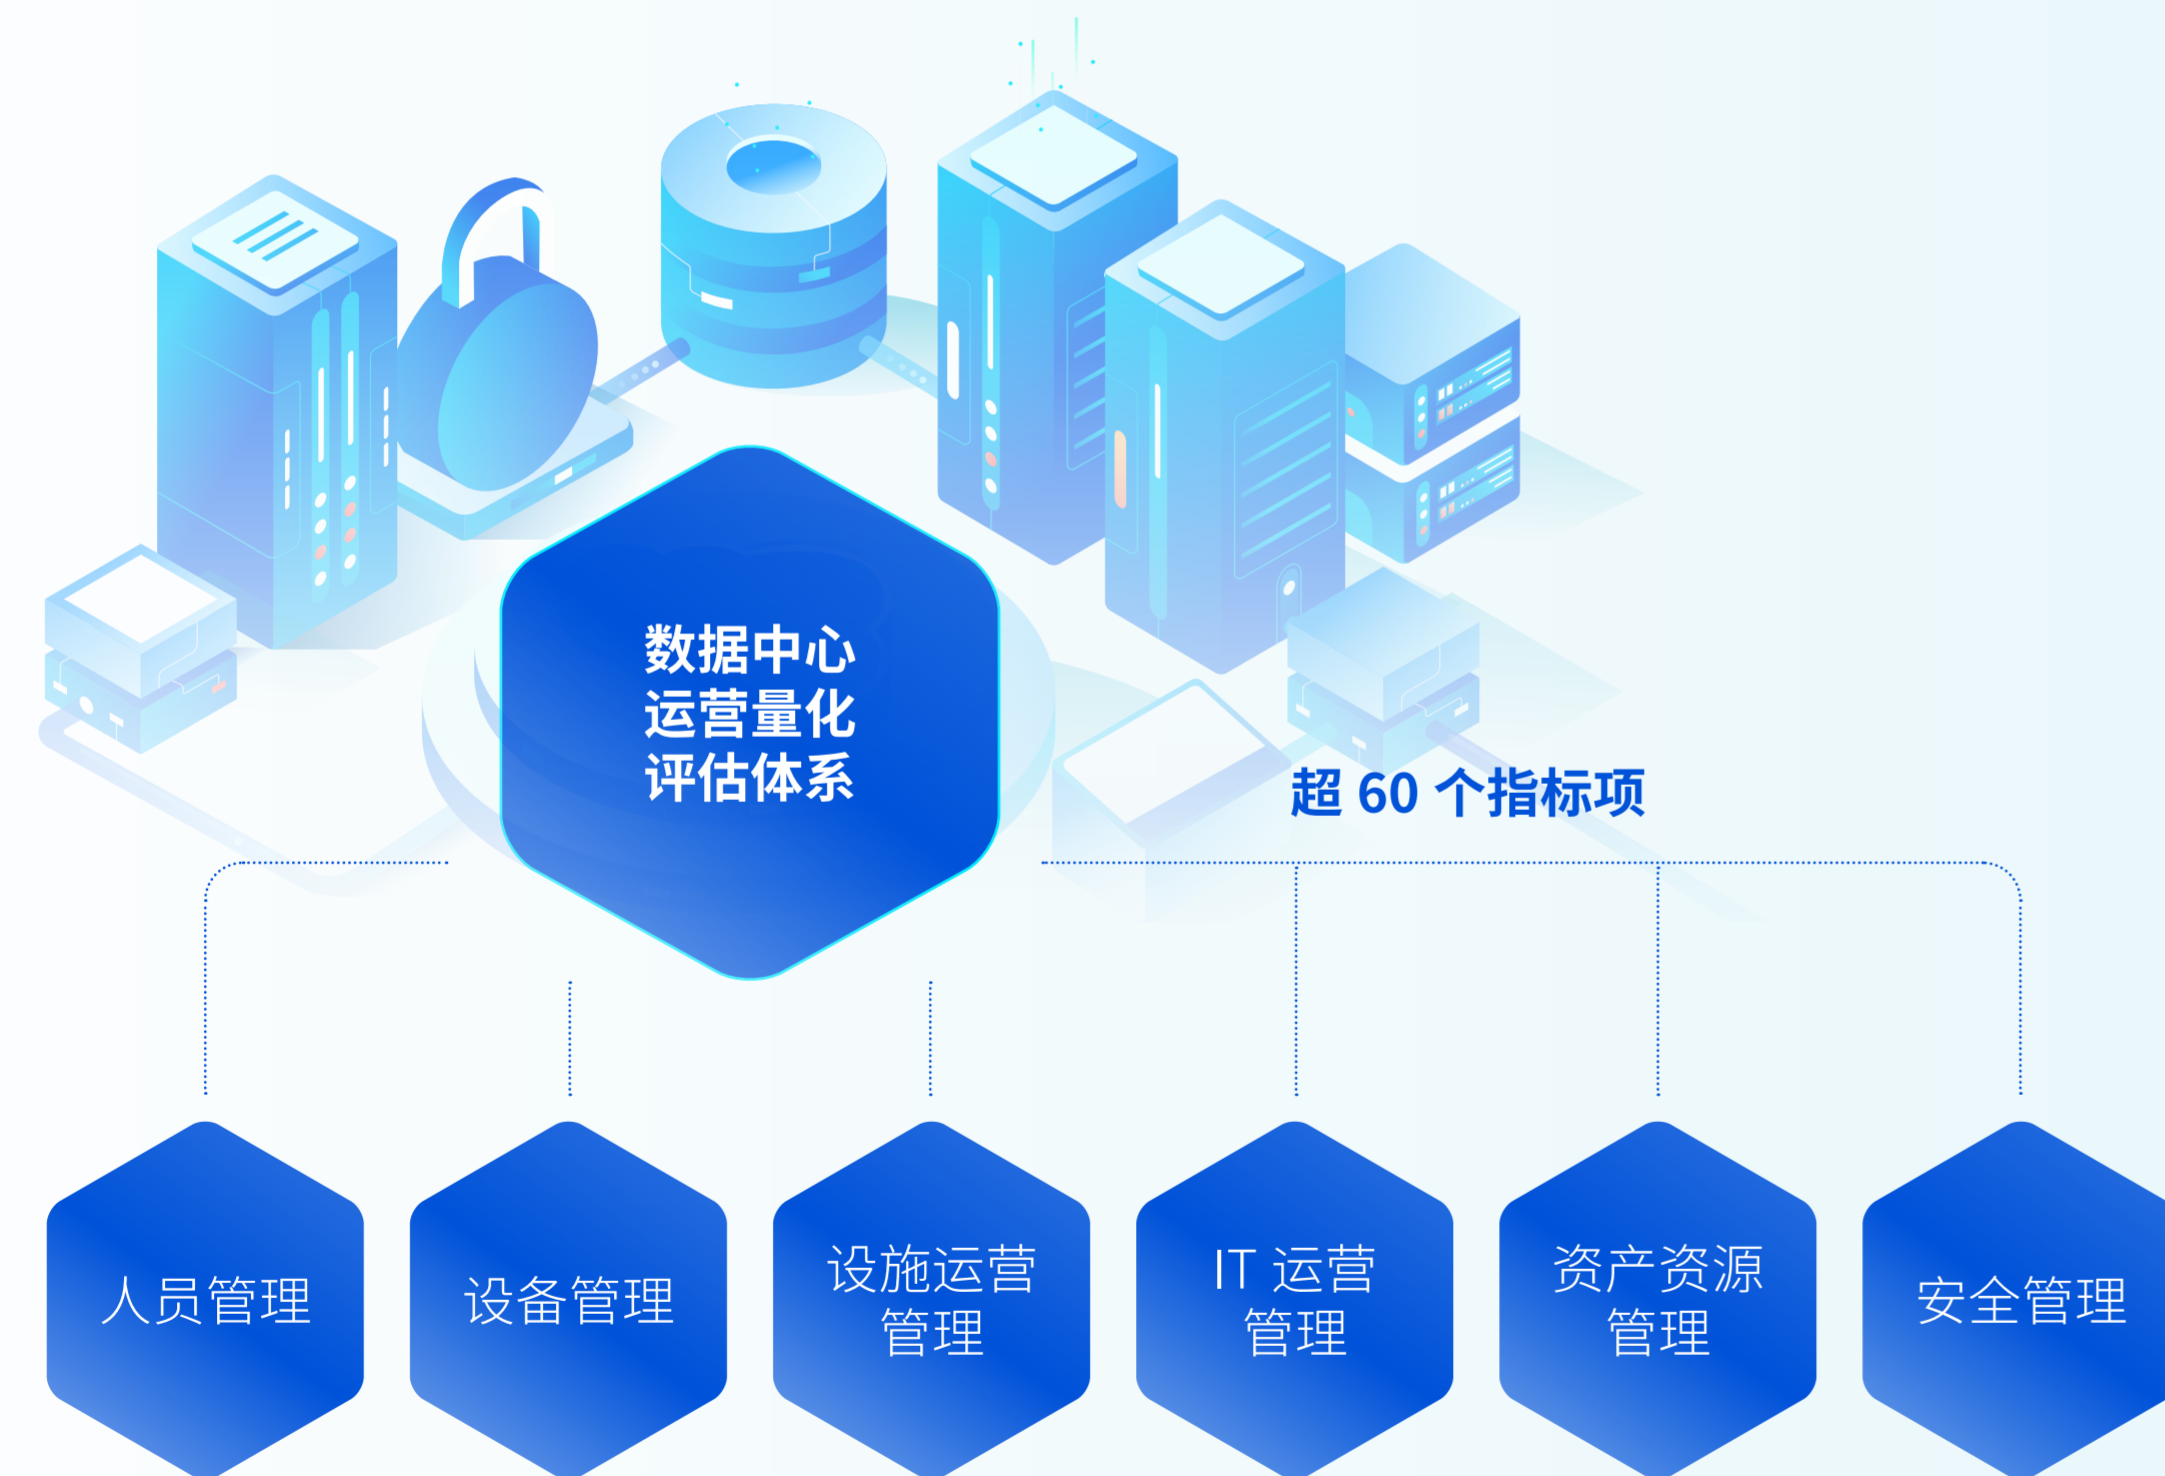 数据中心
运营量化
评估体系
超 60 个指标项
人员管理
设备管理
设施运营
管理
IT 运营
管理
资产资源
管理
安全管理